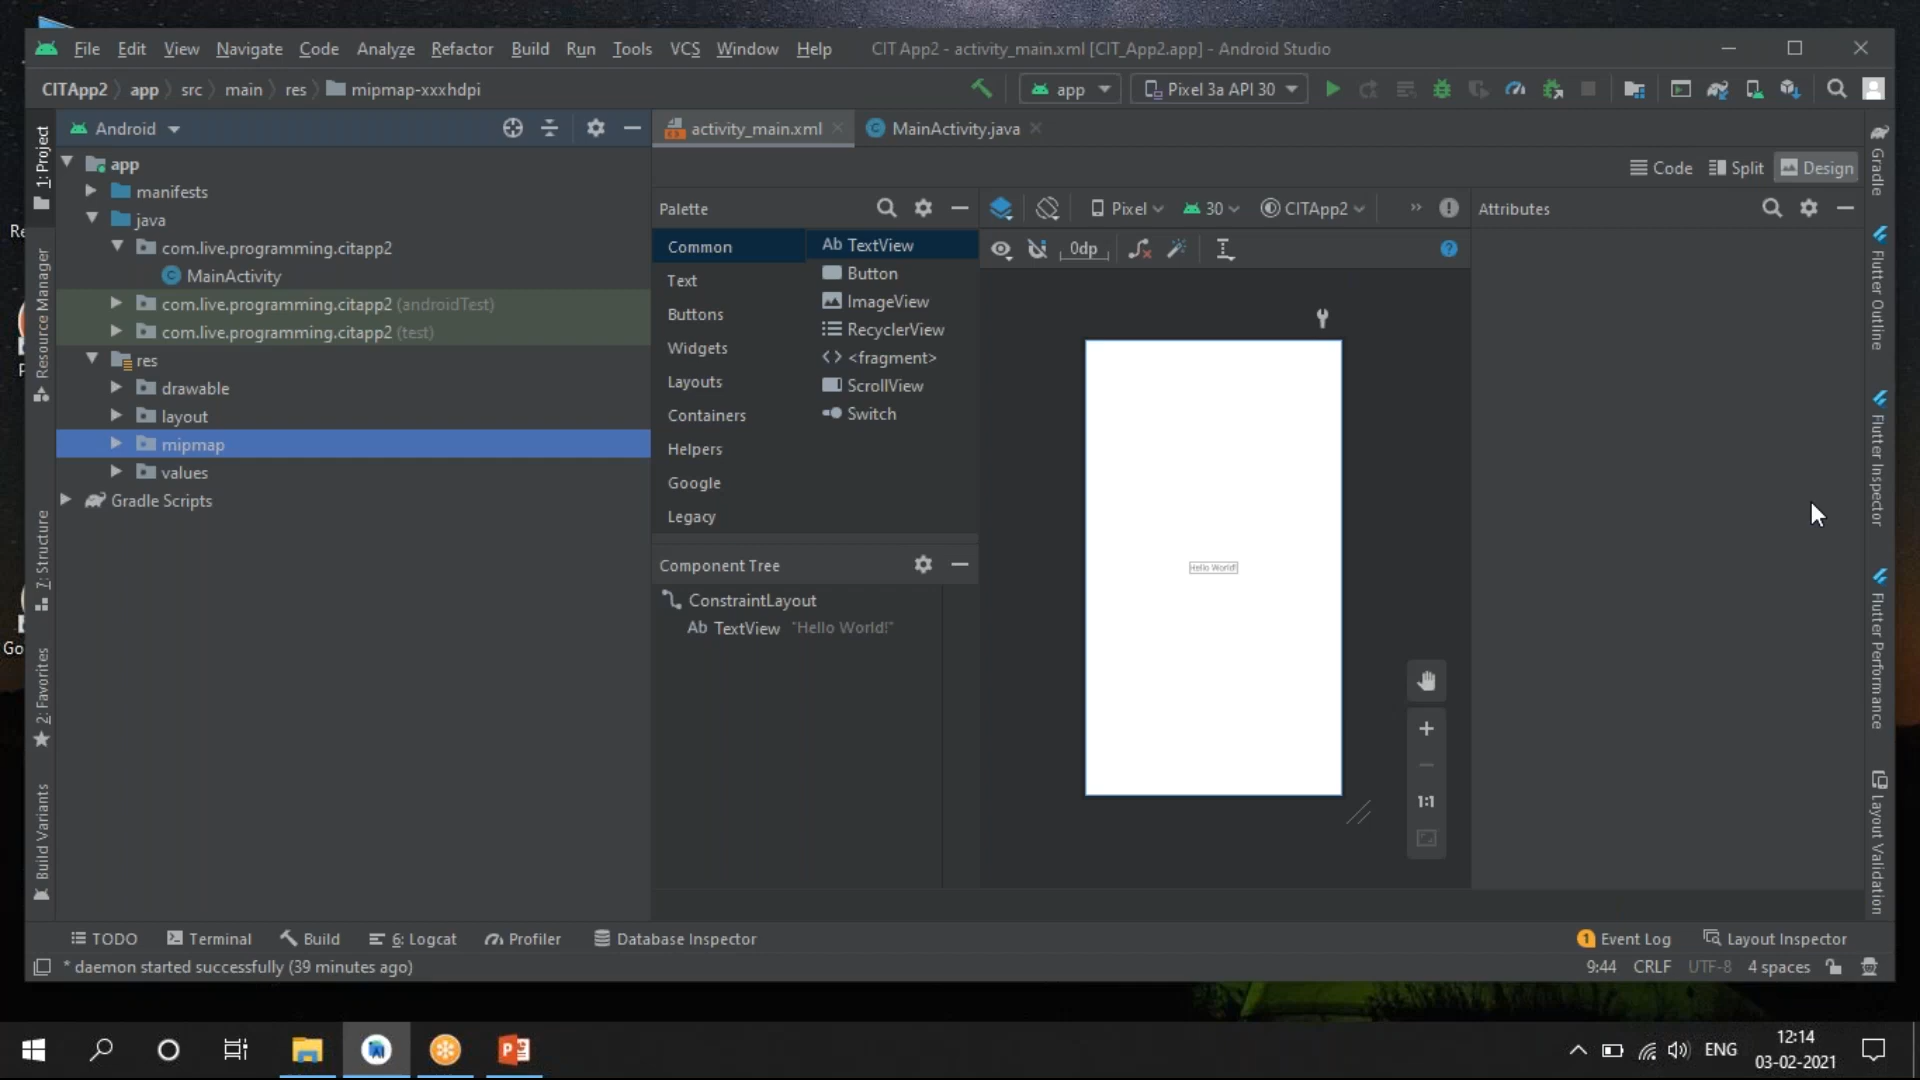 File Edit View Navigate Code Analyze Refactor Build Run Tools VCS Window Help CIT App2 - activity_main.xml [CIT_App2.app] - Android Studio
CITApp2 app src main res mipmap-xxxhdpi app Pixel 3a API 30
Android
activity_main.xml MainActivity.java
Code Split Design
1: Project
Resource Manager
7: Structure
2: Favorites
Build Variants
app
manifests
java
com.live.programming.citapp2
MainActivity
com.live.programming.citapp2 (androidTest)
com.live.programming.citapp2 (test)
res
drawable
layout
mipmap
values
Gradle Scripts
Palette
Common
Text
Buttons
Widgets
Layouts
Containers
Helpers
Google
Legacy
Ab TextView
Button
ImageView
RecyclerView
<fragment>
ScrollView
Switch
Component Tree
ConstraintLayout
Ab TextView "Hello World!"
Pixel 30 CITApp2
0dp
Hello World!
1:1
Attributes
Gradle
Flutter Outline
Flutter Inspector
Flutter Performance
Layout Validation
TODO Terminal Build 6: Logcat Profiler Database Inspector 1 Event Log Layout Inspector
* daemon started successfully (39 minutes ago) 9:44 CRLF UTF-8 4 spaces
Go
ENG
12:14
03-02-2021